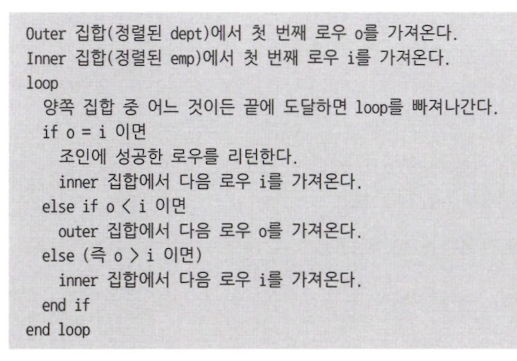 Outer 집합(정렬된 dept)에서 첫 번째 로우 o를 가져온다.
Inner 집합(정렬된 emp)에서 첫 번째 로우 i를 가져온다.
loop
  양쪽 집합 중 어느 것이든 끝에 도달하면 loop를 빠져나간다.
  if o = i 이면
    조인에 성공한 로우를 리턴한다.
    inner 집합에서 다음 로우 i를 가져온다.
  else if o < i 이면
    outer 집합에서 다음 로우 o를 가져온다.
  else (즉 o > i 이면)
    inner 집합에서 다음 로우 i를 가져온다.
  end if
end loop